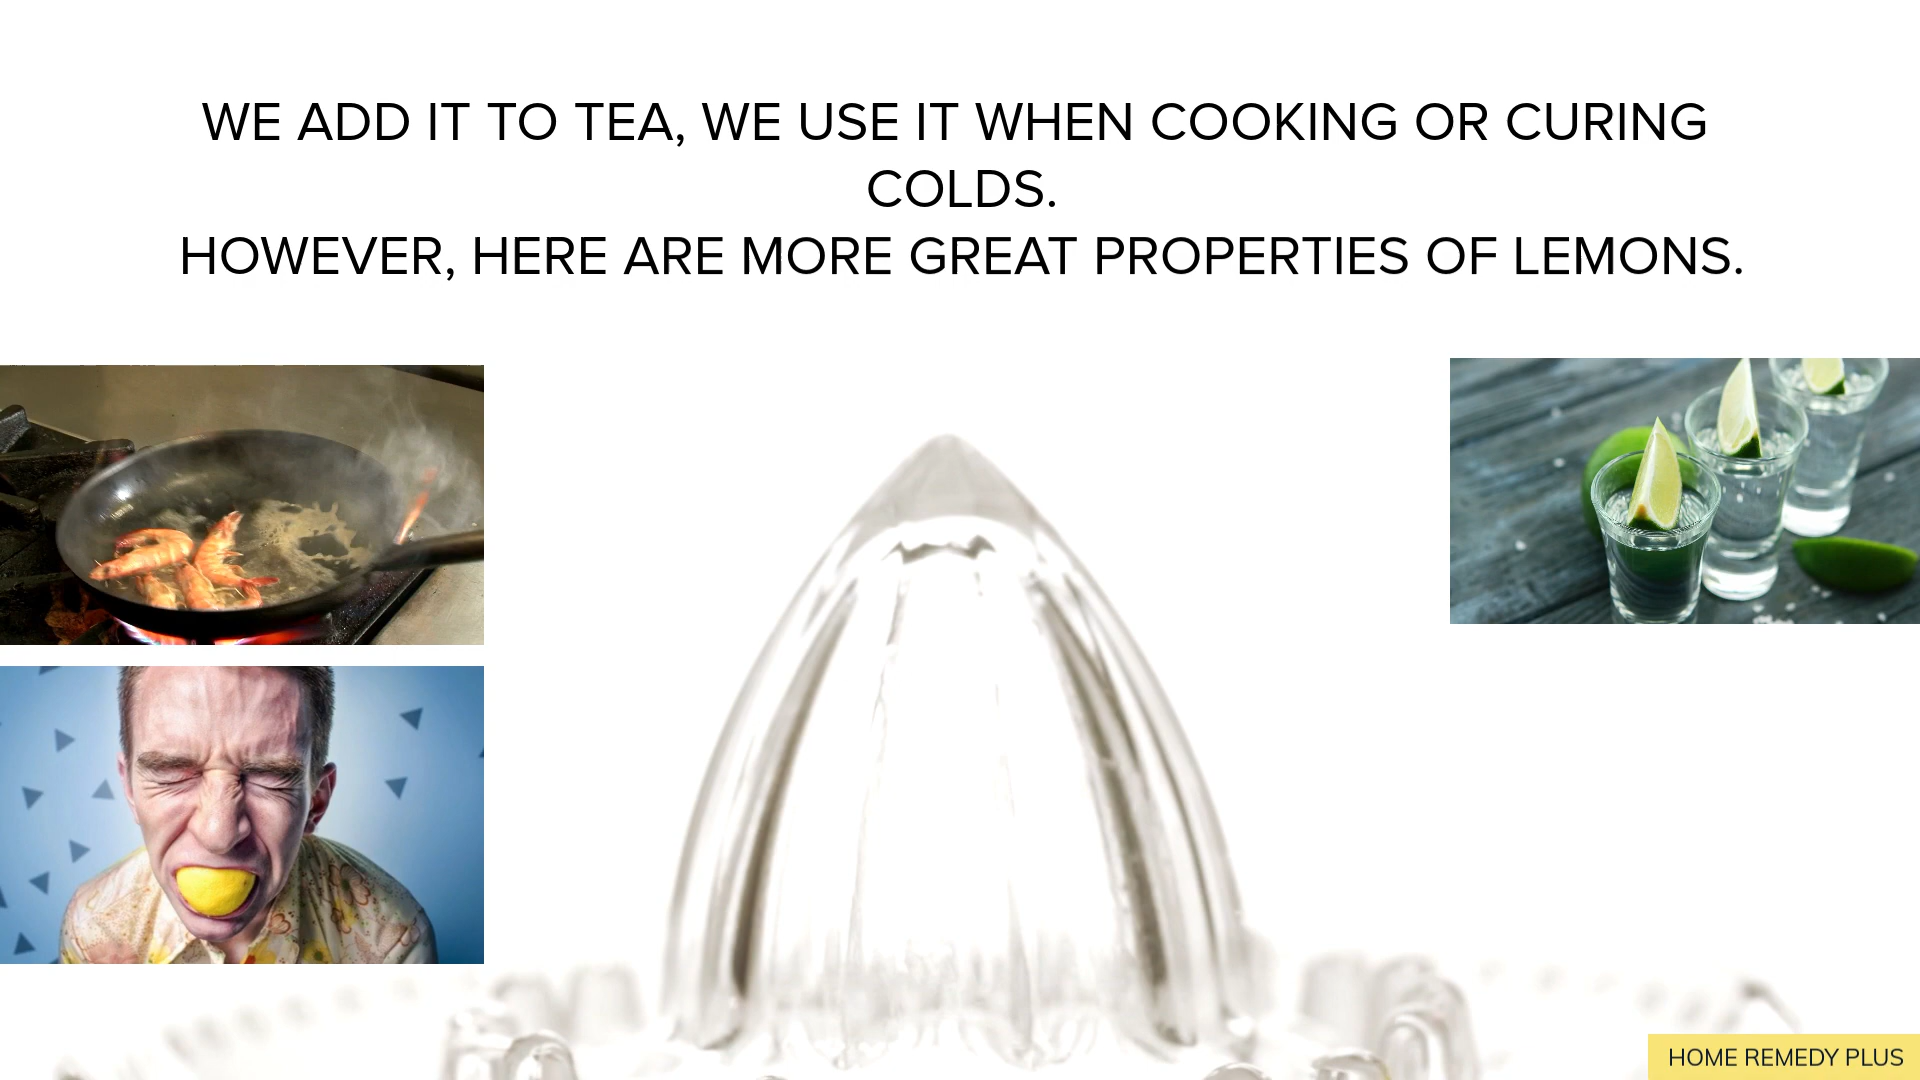 WE ADD IT TO TEA, WE USE IT WHEN COOKING OR CURING
COLDS.
HOWEVER, HERE ARE MORE GREAT PROPERTIES OF LEMONS.
HOME REMEDY PLUS